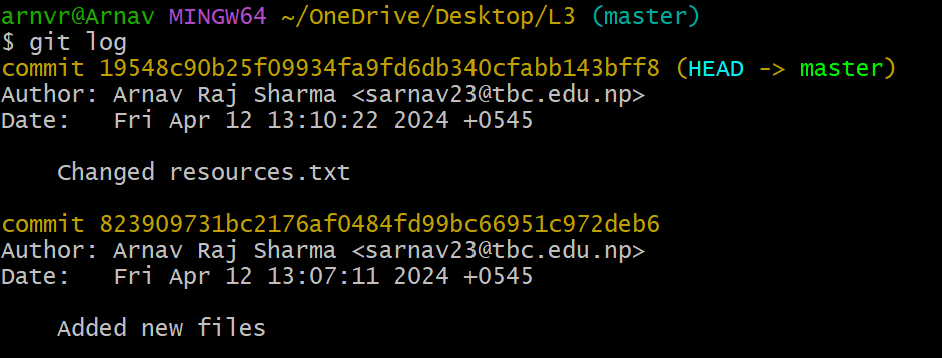 arnvr@Arnav MINGW64 ~/OneDrive/Desktop/L3 (master)
$ git log
commit 19548c90b25f09934fa9fd6db340cfabb143bff8 (HEAD -> master)
Author: Arnav Raj Sharma <sarnav23@tbc.edu.np>
Date:   Fri Apr 12 13:10:22 2024 +0545
    Changed resources.txt
commit 823909731bc2176af0484fd99bc66951c972deb6
Author: Arnav Raj Sharma <sarnav23@tbc.edu.np>
Date:   Fri Apr 12 13:07:11 2024 +0545
    Added new files